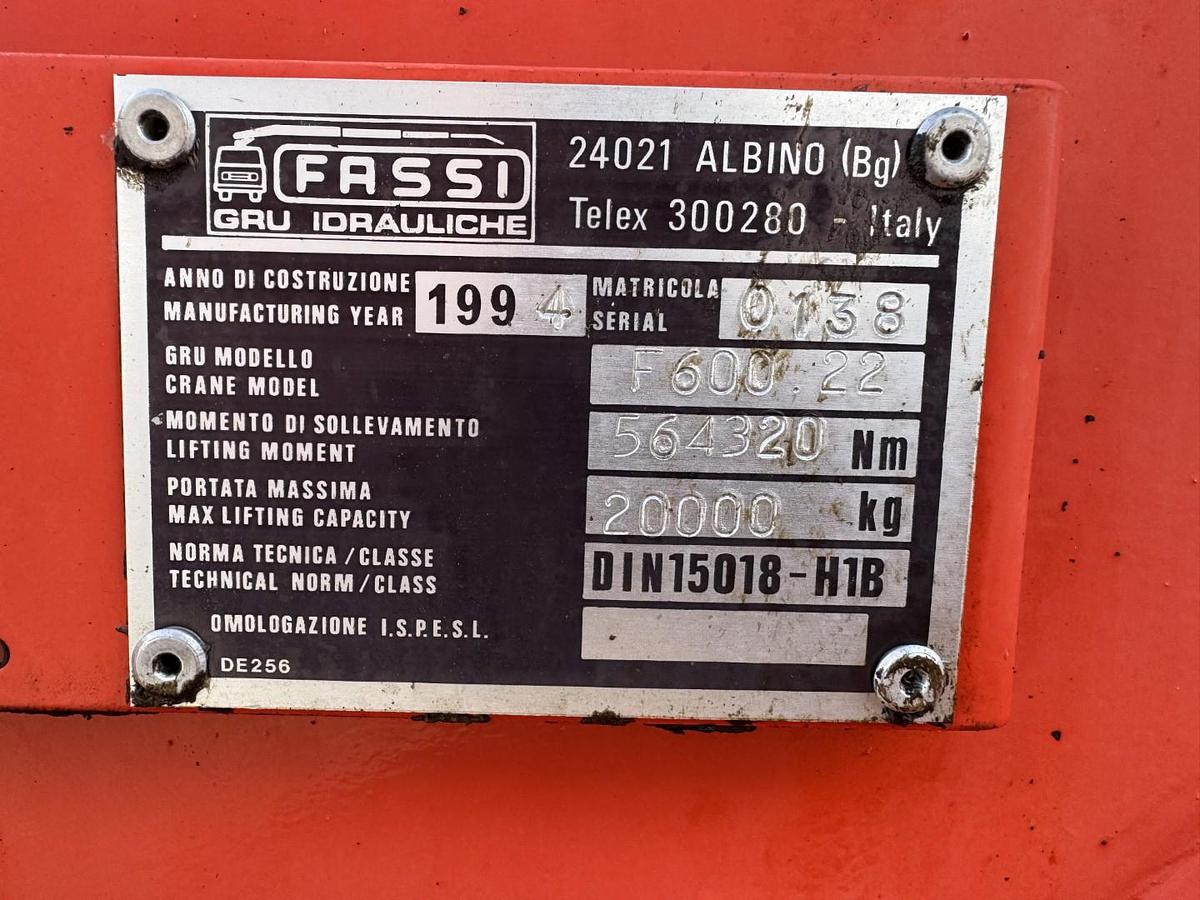 FASSI
GRU IDRAULICHE
24021 ALBINO (Bg)
Telex 300280 - Italy
ANNO DI COSTRUZIONE
MANUFACTURING YEAR
1994
MATRICOLA
SERIAL
0138
GRU MODELLO
CRANE MODEL
F600.22
MOMENTO DI SOLLEVAMENTO
LIFTING MOMENT
564320 Nm
PORTATA MASSIMA
MAX LIFTING CAPACITY
20000 kg
NORMA TECNICA / CLASSE
TECHNICAL NORM / CLASS
DIN15018-H1B
OMOLOGAZIONE I.S.P.E.S.L.
DE256